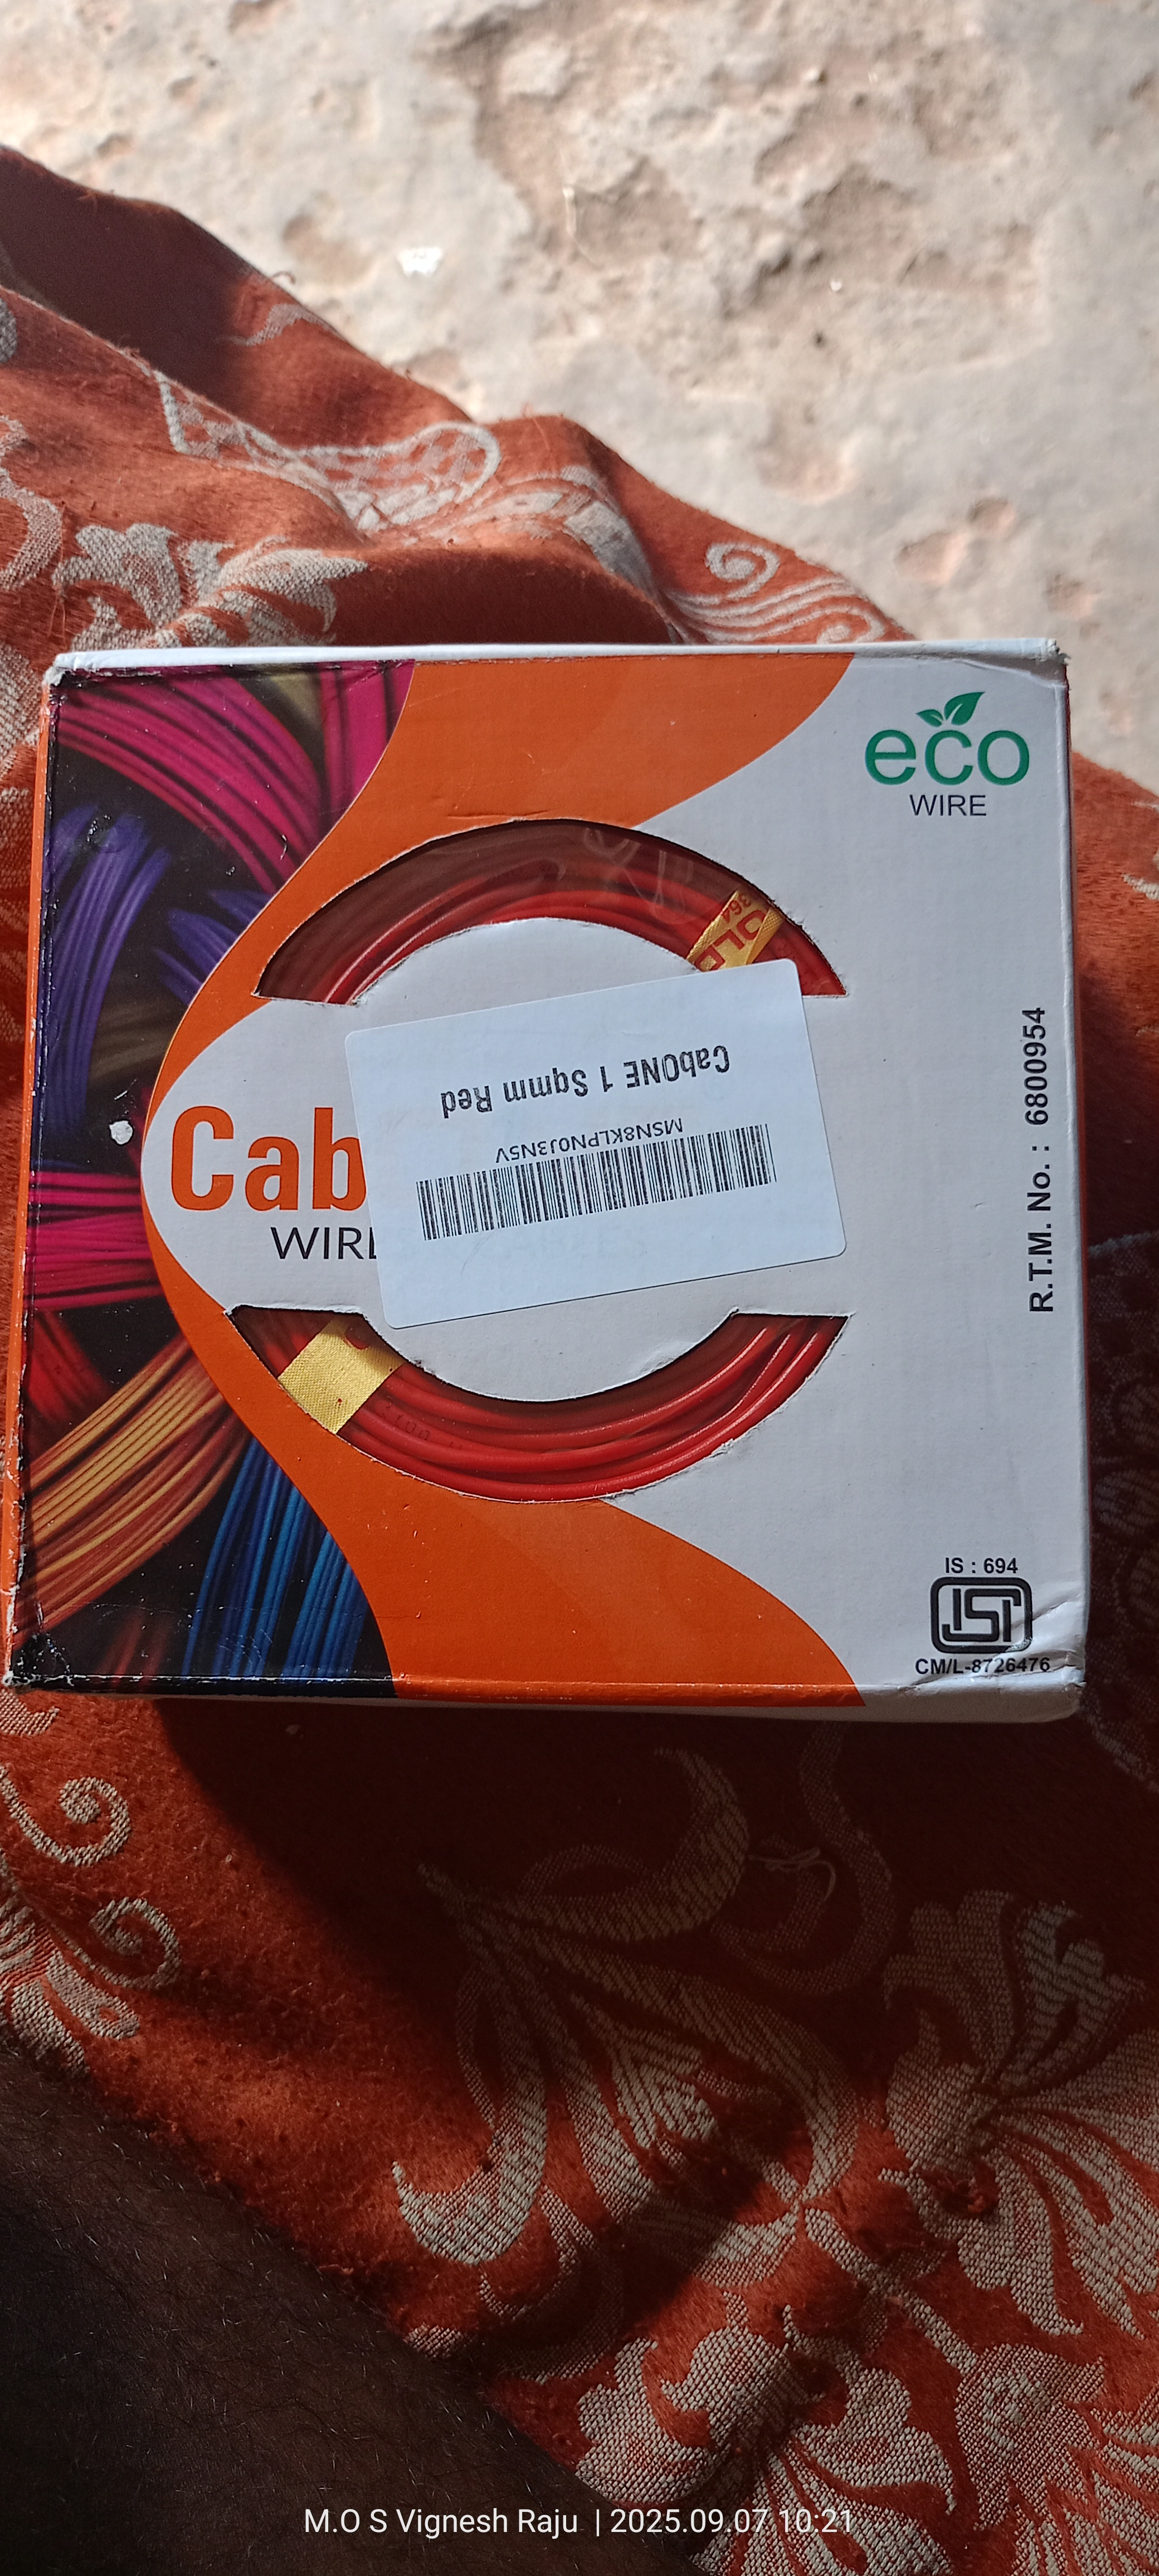 eco
WIRE
CabONE 1 Sqmm Red
MSN8KLPN0J3N5V
Cab
WIRE
R.T.M. No. : 6800954
IS : 694
ISI
CM/L-8726476
M.O S Vignesh Raju | 2025.09.07 10:21